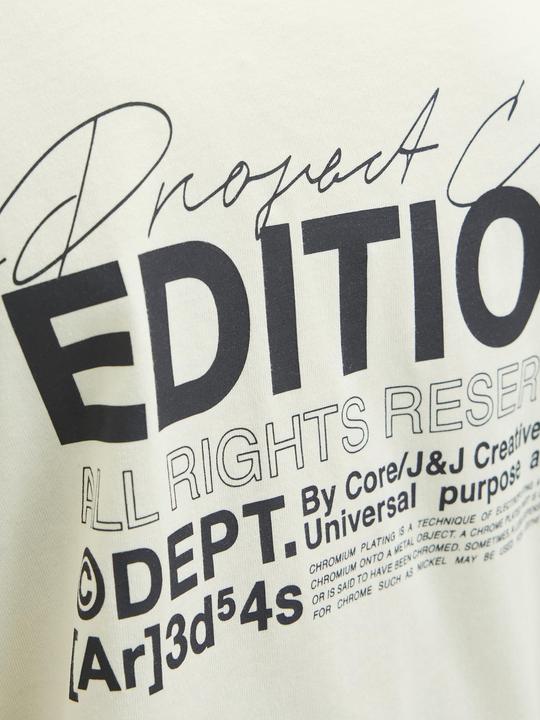 Project C
EDITIO
ALL RIGHTS RESER
©DEPT.
By Core/J&J Creative
Universal purpose a
CHROMIUM PLATING IS A TECHNIQUE OF
CHROMIUM ONTO A METAL OBJECT. A CHROME
OR IS SAID TO HAVE BEEN CHROMED. SOMETIMES
FOR CHROME SUCH AS NICKEL MAY BE USED
[Ar]3d⁵4s